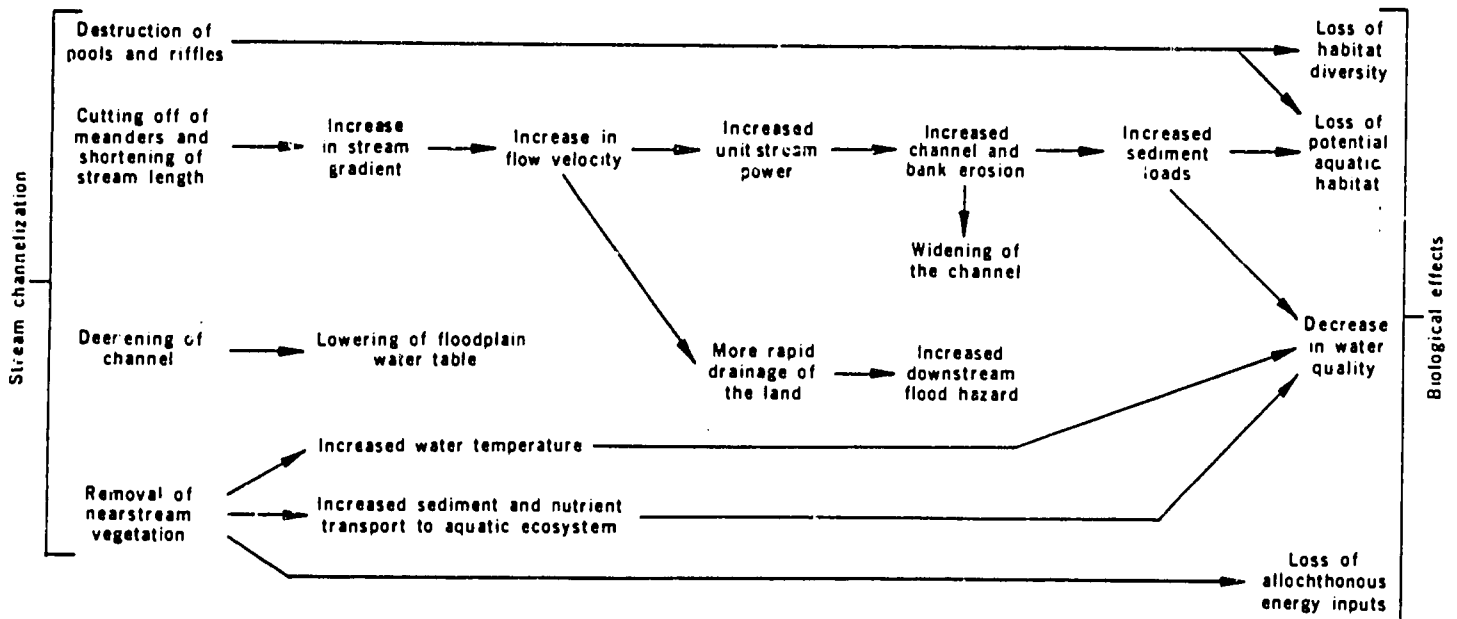 Stream channelization
Destruction of
pools and riffles
Loss of
habitat
diversity
Cutting off of
meanders and
shortening of
stream length
Increase
in stream
gradient
Increase in
flow velocity
Increased
unit stream
power
Increased
channel and
bank erosion
Increased
sediment
loads
Loss of
potential
aquatic
habitat
Widening of
the channel
Deepening of
channel
Lowering of floodplain
water table
More rapid
drainage of
the land
Increased
downstream
flood hazard
Decrease
in water
quality
Increased water temperature
Removal of
nearstream
vegetation
Increased sediment and nutrient
transport to aquatic ecosystem
Loss of
allochthonous
energy inputs
Biological effects